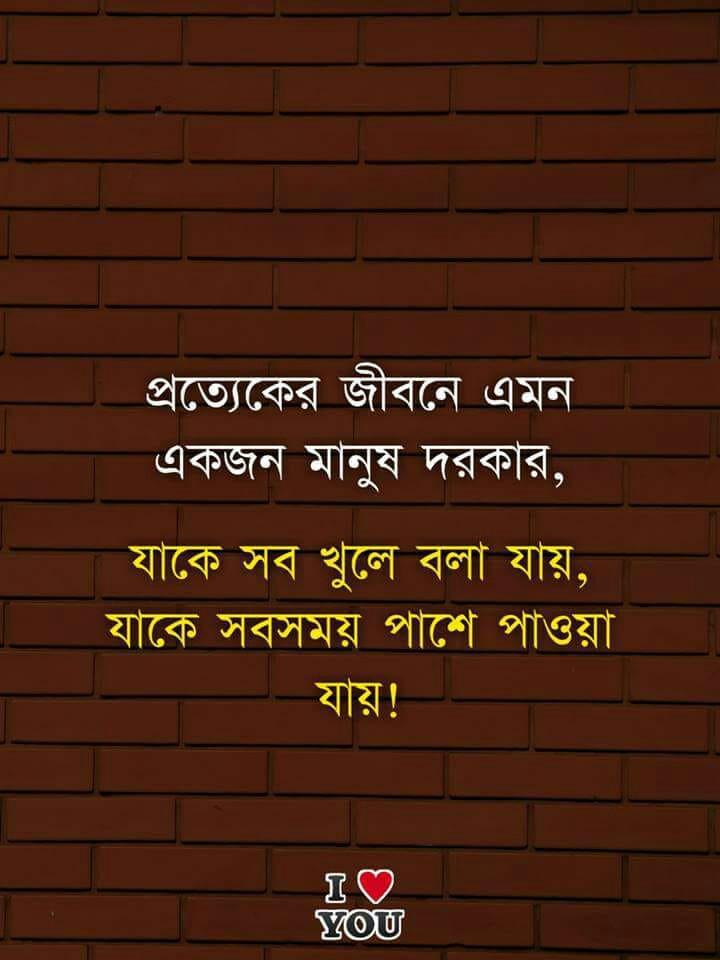 প্রত্যেকের জীবনে এমন
একজন মানুষ দরকার,
যাকে সব খুলে বলা যায়,
যাকে সবসময় পাশে পাওয়া
যায়!
I ❤
YOU